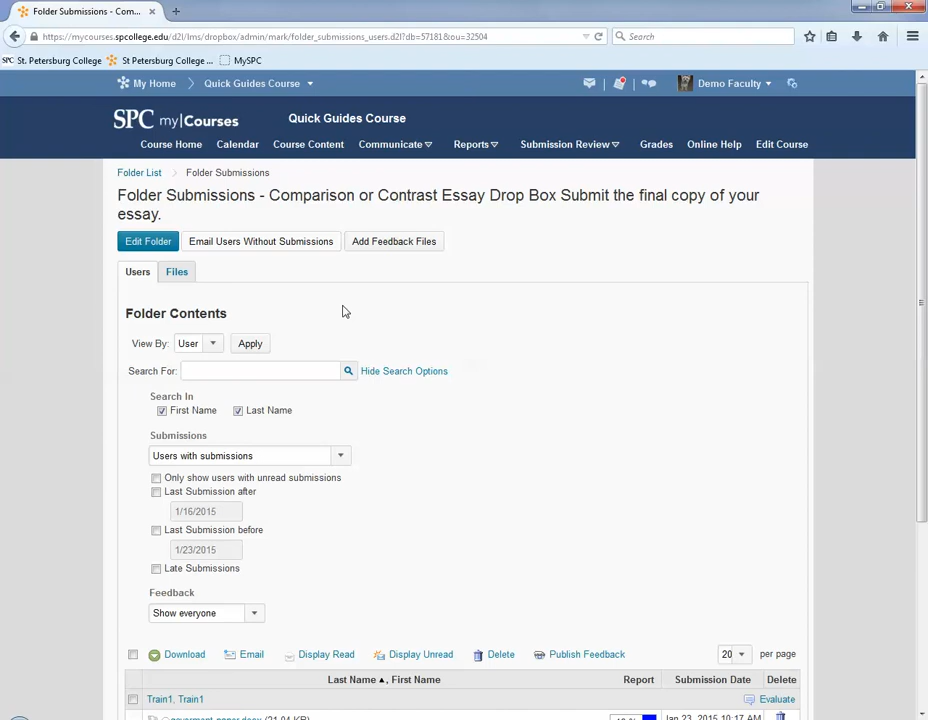 Folder Submissions - Com...
https://mycourses.spcollege.edu/d2l/lms/dropbox/admin/mark/folder_submissions_users.d2l?db=57181&ou=32504
Search
SPC St. Petersburg College
St Petersburg College ...
MySPC
My Home
Quick Guides Course
Demo Faculty
SPC my|Courses
Quick Guides Course
Course Home
Calendar
Course Content
Communicate
Reports
Submission Review
Grades
Online Help
Edit Course
Folder List
Folder Submissions
Folder Submissions - Comparison or Contrast Essay Drop Box Submit the final copy of your
essay.
Edit Folder
Email Users Without Submissions
Add Feedback Files
Users
Files
Folder Contents
View By: User
Apply
Search For:
Hide Search Options
Search In
First Name
Last Name
Submissions
Users with submissions
Only show users with unread submissions
Last Submission after
1/16/2015
Last Submission before
1/23/2015
Late Submissions
Feedback
Show everyone
Download
Email
Display Read
Display Unread
Delete
Publish Feedback
20
per page
Last Name ▲, First Name
Report
Submission Date
Delete
Train1, Train1
Evaluate
Jan 23, 2015 10:17 AM